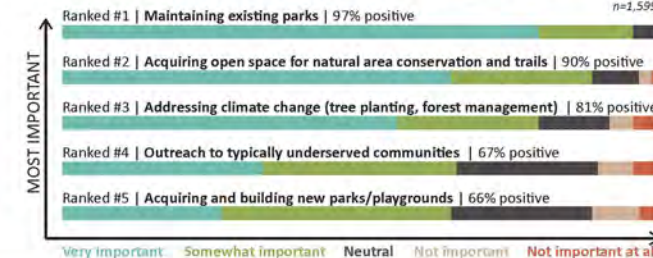 n=1,599
Ranked #1 | Maintaining existing parks | 97% positive
Ranked #2 | Acquiring open space for natural area conservation and trails | 90% positive
Ranked #3 | Addressing climate change (tree planting, forest management) | 81% positive
Ranked #4 | Outreach to typically underserved communities | 67% positive
Ranked #5 | Acquiring and building new parks/playgrounds | 66% positive
MOST IMPORTANT
Very important Somewhat important Neutral Not important Not important at al